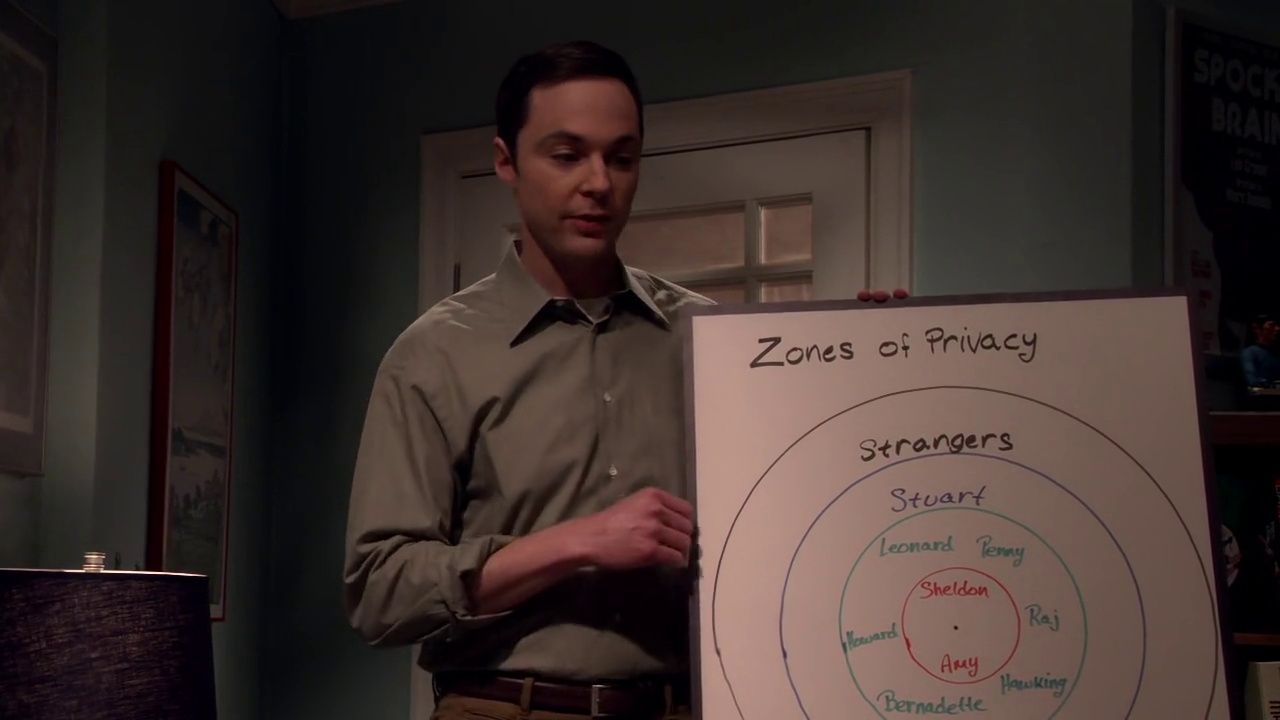 SPOCK
BRAIN
Zones of Privacy
Strangers
Stuart
Leonard Penny
Sheldon
Raj
Howard
Amy
Hawking
Bernadette